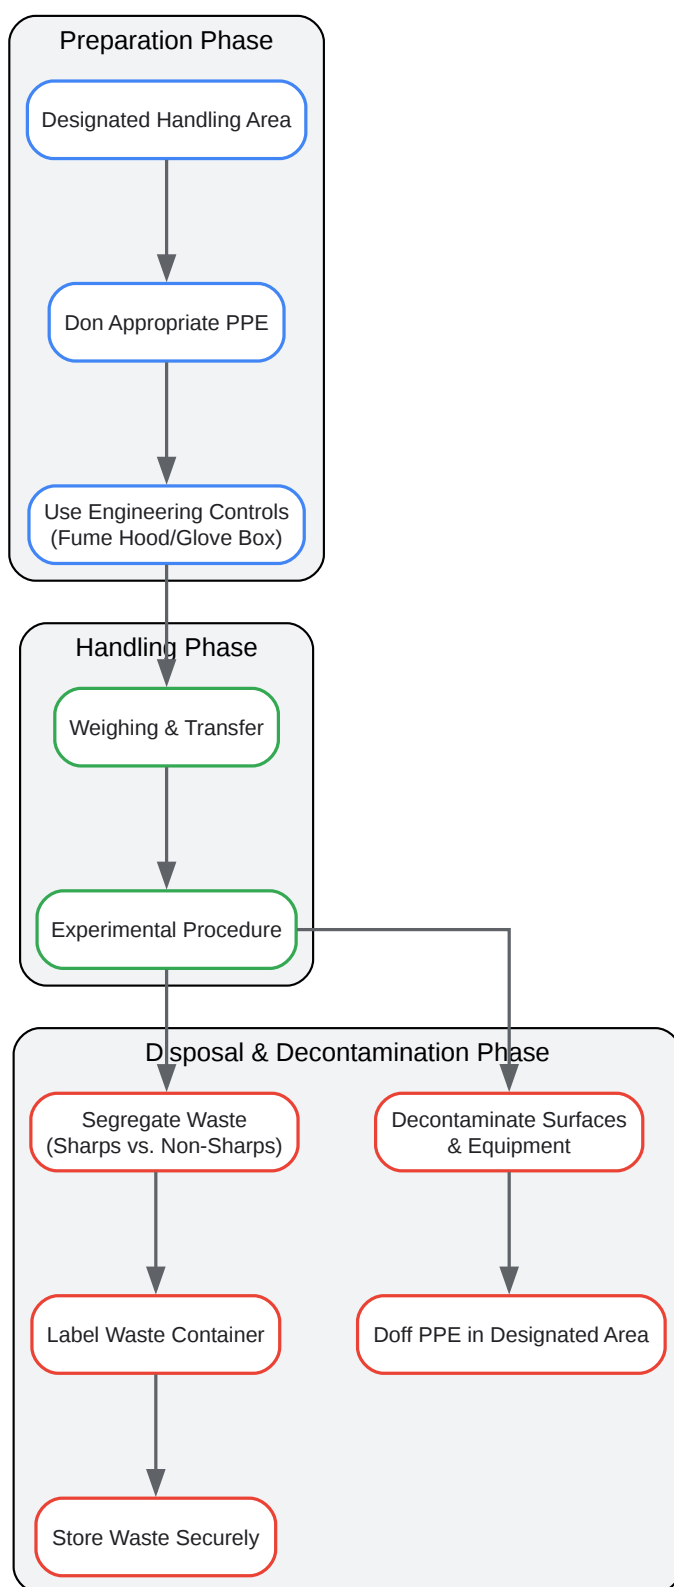 Preparation Phase
Designated Handling Area
Don Appropriate PPE
Use Engineering Controls
(Fume Hood/Glove Box)
Handling Phase
Weighing & Transfer
Experimental Procedure
Disposal & Decontamination Phase
Segregate Waste
(Sharps vs. Non-Sharps)
Decontaminate Surfaces
& Equipment
Label Waste Container
Doff PPE in Designated Area
Store Waste Securely